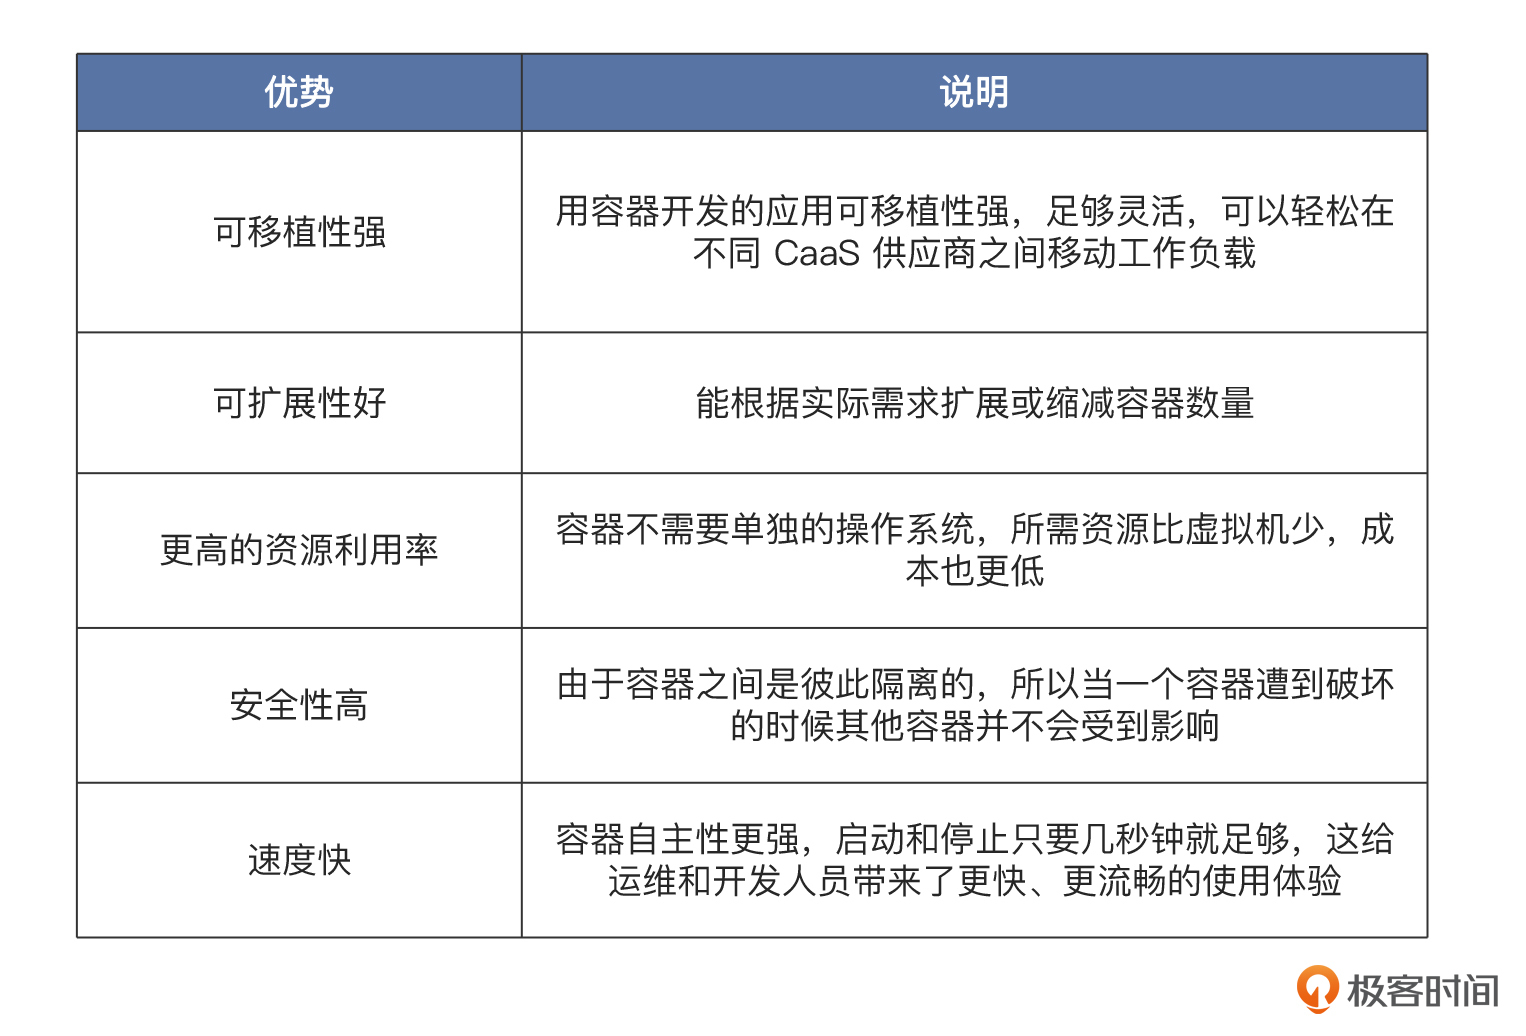 优势
说明
可移植性强
用容器开发的应用可移植性强，足够灵活，可以轻松在
不同 CaaS 供应商之间移动工作负载
可扩展性好
能根据实际需求扩展或缩减容器数量
更高的资源利用率
容器不需要单独的操作系统，所需资源比虚拟机少，成
本也更低
安全性高
由于容器之间是彼此隔离的，所以当一个容器遭到破坏
的时候其他容器并不会受到影响
速度快
容器自主性更强，启动和停止只要几秒钟就足够，这给
运维和开发人员带来了更快、更流畅的使用体验
极客时间